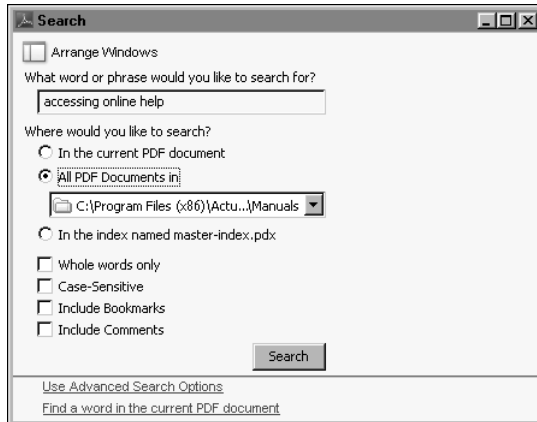 Search
Arrange Windows
What word or phrase would you like to search for?
accessing online help
Where would you like to search?
In the current PDF document
All PDF Documents in
C:\Program Files (x86)\Actu...\Manuals
In the index named master-index.pdx
Whole words only
Case-Sensitive
Include Bookmarks
Include Comments
Search
Use Advanced Search Options
Find a word in the current PDF document